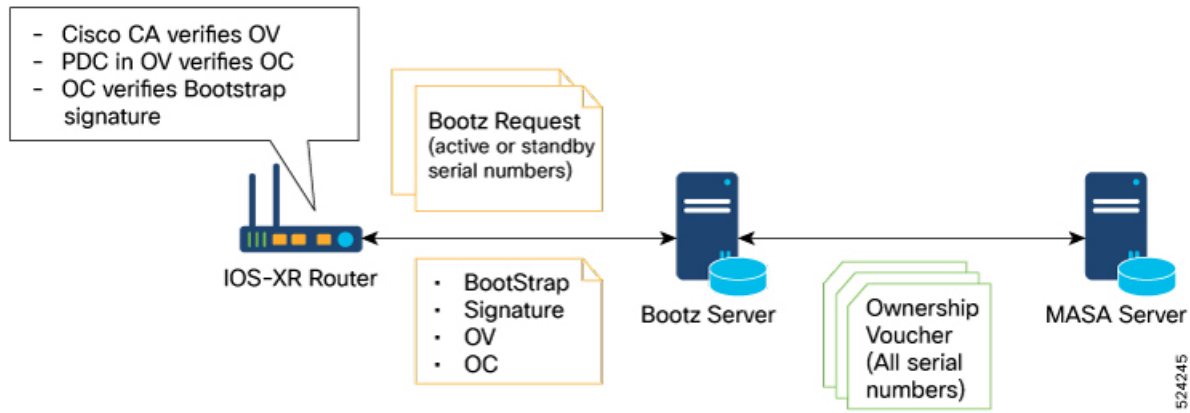 - Cisco CA verifies OV
- PDC in OV verifies OC
- OC verifies Bootstrap
signature
Bootz Request
(active or standby
serial numbers)
IOS-XR Router
· BootStrap
· Signature
· OV
· OC
Bootz Server
Ownership
Voucher
(All serial
numbers)
MASA Server
524245